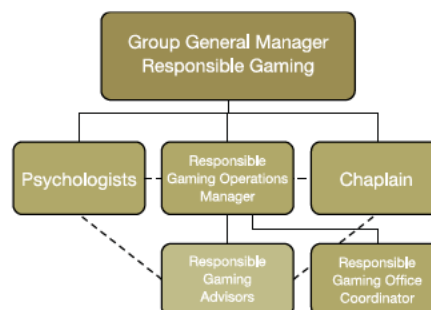 Group General Manager
Responsible Gaming
Psychologists
Responsible
Gaming Operations
Manager
Chaplain
Responsible
Gaming
Advisors
Responsible
Gaming Office
Coordinator